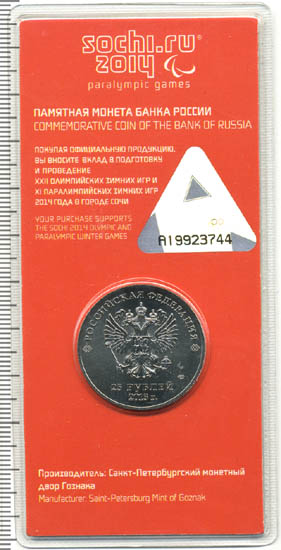 sochi.ru
2014
paralympic games
ПАМЯТНАЯ МОНЕТА БАНКА РОССИИ
COMMEMORATIVE COIN OF THE BANK OF RUSSIA
ПОКУПАЯ ОФИЦИАЛЬНУЮ ПРОДУКЦИЮ,
ВЫ ВНОСИТЕ ВКЛАД В ПОДГОТОВКУ
И ПРОВЕДЕНИЕ
XXII ОЛИМПИЙСКИХ ЗИМНИХ ИГР И
XI ПАРАЛИМПИЙСКИХ ЗИМНИХ ИГР
2014 ГОДА В ГОРОДЕ СОЧИ
YOUR PURCHASE SUPPORTS
THE SOCHI 2014 OLYMPIC AND
PARALYMPIC WINTER GAMES
A19923744
РОССИЙСКАЯ ФЕДЕРАЦИЯ
25 РУБЛЕЙ
2013 г.
Производитель: Санкт-Петербургский монетный
двор Гознака
Manufacturer: Saint-Petersburg Mint of Goznak